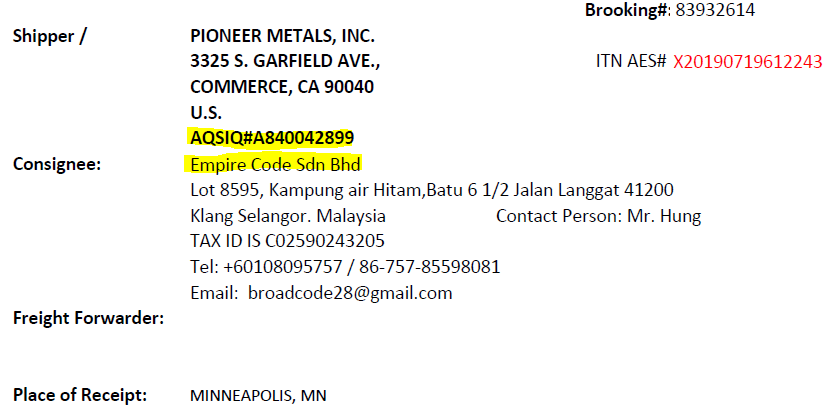 Brooking#: 83932614
Shipper / PIONEER METALS, INC.
3325 S. GARFIELD AVE., ITN AES# X20190719612243
COMMERCE, CA 90040
U.S.
AQSIQ#A840042899
Consignee: Empire Code Sdn Bhd
Lot 8595, Kampung air Hitam,Batu 6 1/2 Jalan Langgat 41200
Klang Selangor. Malaysia Contact Person: Mr. Hung
TAX ID IS C02590243205
Tel: +60108095757 / 86-757-85598081
Email: broadcode28@gmail.com
Freight Forwarder:
Place of Receipt: MINNEAPOLIS, MN